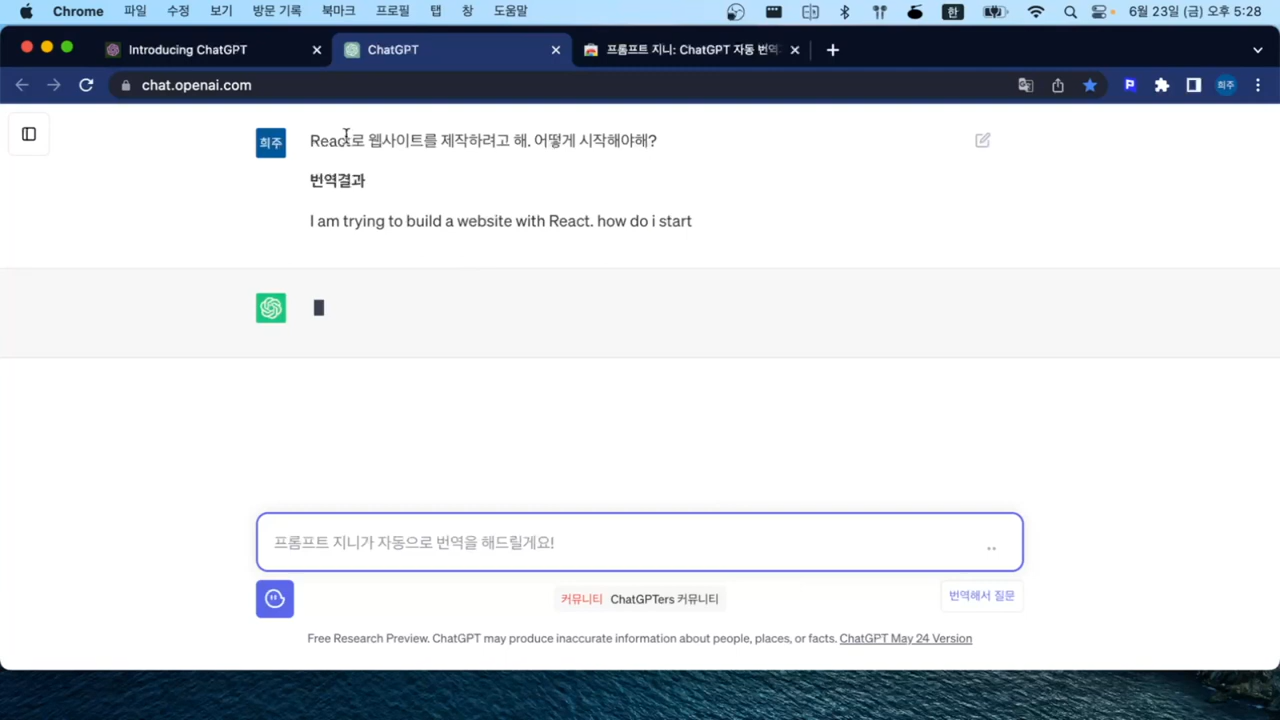 Chrome 파일 수정 보기 방문 기록 북마크 프로필 탭 창 도움말 한 6월 23일 (금) 오후 5:28
Introducing ChatGPT ChatGPT 프롬프트 지니: ChatGPT 자동 번역
chat.openai.com 희주
희주 React로 웹사이트를 제작하려고 해. 어떻게 시작해야해?
번역결과
I am trying to build a website with React. how do i start
프롬프트 지니가 자동으로 번역을 해드릴게요!
커뮤니티 ChatGPTers 커뮤니티 번역해서 질문
Free Research Preview. ChatGPT may produce inaccurate information about people, places, or facts. ChatGPT May 24 Version